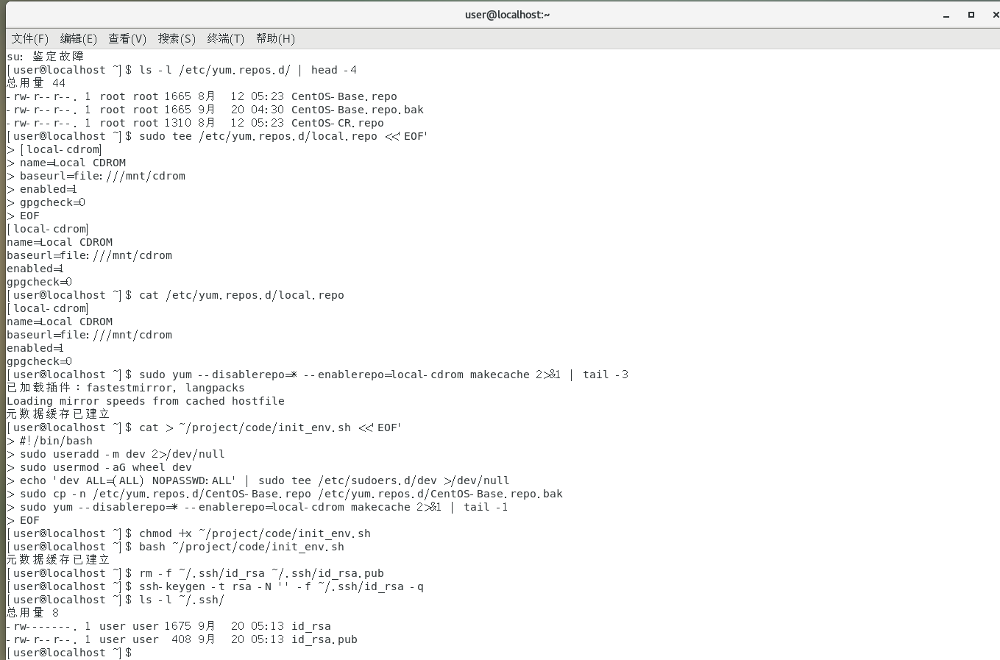 user@localhost:~
文件(F) 编辑(E) 查看(V) 搜索(S) 终端(T) 帮助(H)
su: 鉴定故障
[user@localhost ~]$ ls -l /etc/yum.repos.d/ | head -4
总用量 44
-rw-r--r--. 1 root root 1665 8月  12 05:23 CentOS-Base.repo
-rw-r--r--. 1 root root 1665 9月  20 04:30 CentOS-Base.repo.bak
-rw-r--r--. 1 root root 1310 8月  12 05:23 CentOS-CR.repo
[user@localhost ~]$ sudo tee /etc/yum.repos.d/local.repo <<'EOF'
> [local-cdrom]
> name=Local CDROM
> baseurl=file:///mnt/cdrom
> enabled=1
> gpgcheck=0
> EOF
[local-cdrom]
name=Local CDROM
baseurl=file:///mnt/cdrom
enabled=1
gpgcheck=0
[user@localhost ~]$ cat /etc/yum.repos.d/local.repo
[local-cdrom]
name=Local CDROM
baseurl=file:///mnt/cdrom
enabled=1
gpgcheck=0
[user@localhost ~]$ sudo yum --disablerepo=* --enablerepo=local-cdrom makecache 2>&1 | tail -3
已加载插件：fastestmirror, langpacks
Loading mirror speeds from cached hostfile
元数据缓存已建立
[user@localhost ~]$ cat > ~/project/code/init_env.sh <<'EOF'
> #!/bin/bash
> sudo useradd -m dev 2>/dev/null
> sudo usermod -aG wheel dev
> echo 'dev ALL=(ALL) NOPASSWD:ALL' | sudo tee /etc/sudoers.d/dev >/dev/null
> sudo cp -n /etc/yum.repos.d/CentOS-Base.repo /etc/yum.repos.d/CentOS-Base.repo.bak
> sudo yum --disablerepo=* --enablerepo=local-cdrom makecache 2>&1 | tail -1
> EOF
[user@localhost ~]$ chmod +x ~/project/code/init_env.sh
[user@localhost ~]$ bash ~/project/code/init_env.sh
元数据缓存已建立
[user@localhost ~]$ rm -f ~/.ssh/id_rsa ~/.ssh/id_rsa.pub
[user@localhost ~]$ ssh-keygen -t rsa -N '' -f ~/.ssh/id_rsa -q
[user@localhost ~]$ ls -l ~/.ssh/
总用量 8
-rw-------. 1 user user 1675 9月  20 05:13 id_rsa
-rw-r--r--. 1 user user  408 9月  20 05:13 id_rsa.pub
[user@localhost ~]$